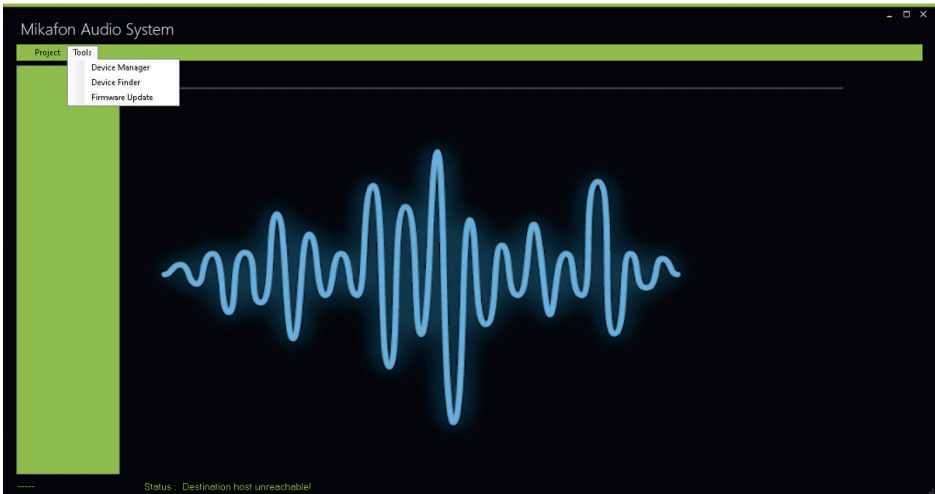 Mikafon Audio System
Project Tools
Device Manager
Device Finder
Firmware Update
----- Status : Destination host unreachable!